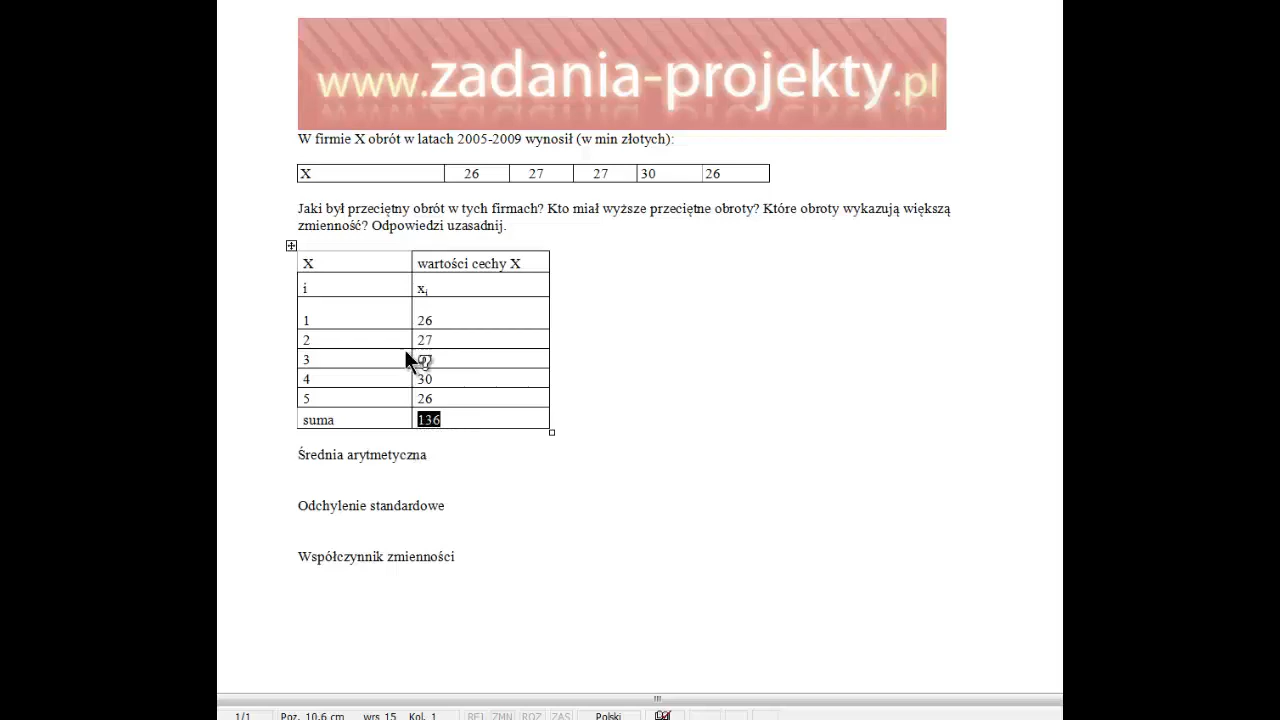 www.zadania-projekty.pl
W firmie X obrót w latach 2005-2009 wynosił (w min złotych):
X 26 27 27 30 26
Jaki był przeciętny obrót w tych firmach? Kto miał wyższe przeciętne obroty? Które obroty wykazują większą
zmienność? Odpowiedzi uzasadnij.
X wartości cechy X
i xi
1 26
2 27
3
4 30
5 26
suma 136
Średnia arytmetyczna
Odchylenie standardowe
Współczynnik zmienności
1/1 Poz. 10,6 cm wrs 15 Kol. 1 REJ ZMN ROZ ZAS Polski